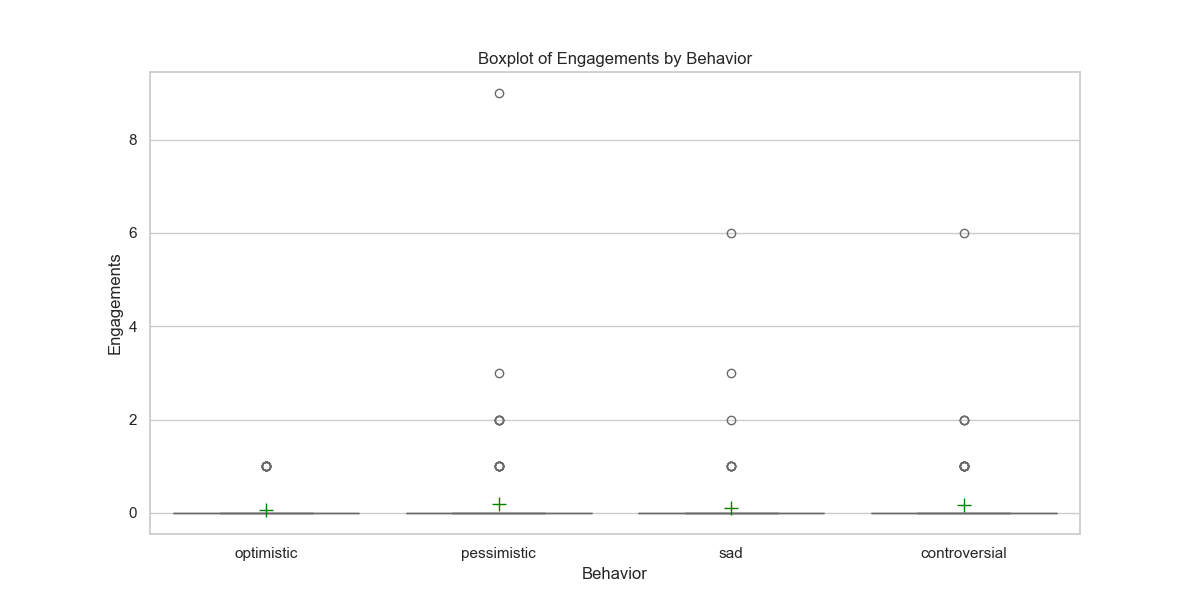 Boxplot of Engagements by Behavior
Engagements
8
6
4
2
0
optimistic pessimistic sad controversial
Behavior